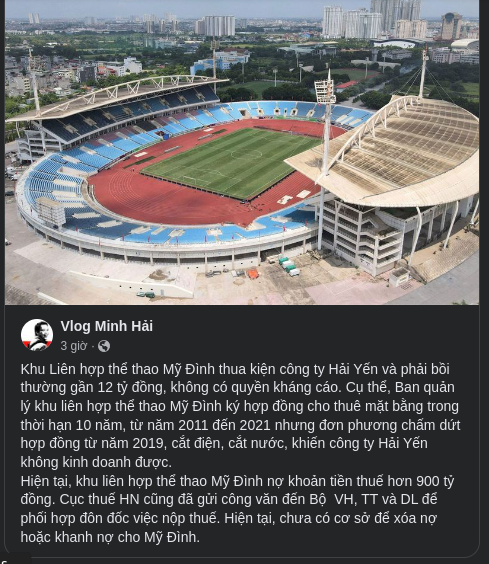 Vlog Minh Hải
3 giờ ·
Khu Liên hợp thể thao Mỹ Đình thua kiện công ty Hải Yến và phải bồi
thường gần 12 tỷ đồng, không có quyền kháng cáo. Cụ thể, Ban quản
lý khu liên hợp thể thao Mỹ Đình ký hợp đồng cho thuê mặt bằng trong
thời hạn 10 năm, từ năm 2011 đến 2021 nhưng đơn phương chấm dứt
hợp đồng từ năm 2019, cắt điện, cắt nước, khiến công ty Hải Yến
không kinh doanh được.
Hiện tại, khu liên hợp thể thao Mỹ Đình nợ khoản tiền thuế hơn 900 tỷ
đồng. Cục thuế HN cũng đã gửi công văn đến Bộ VH, TT và DL để
phối hợp đôn đốc việc nộp thuế. Hiện tại, chưa có cơ sở để xóa nợ
hoặc khanh nợ cho Mỹ Đình.